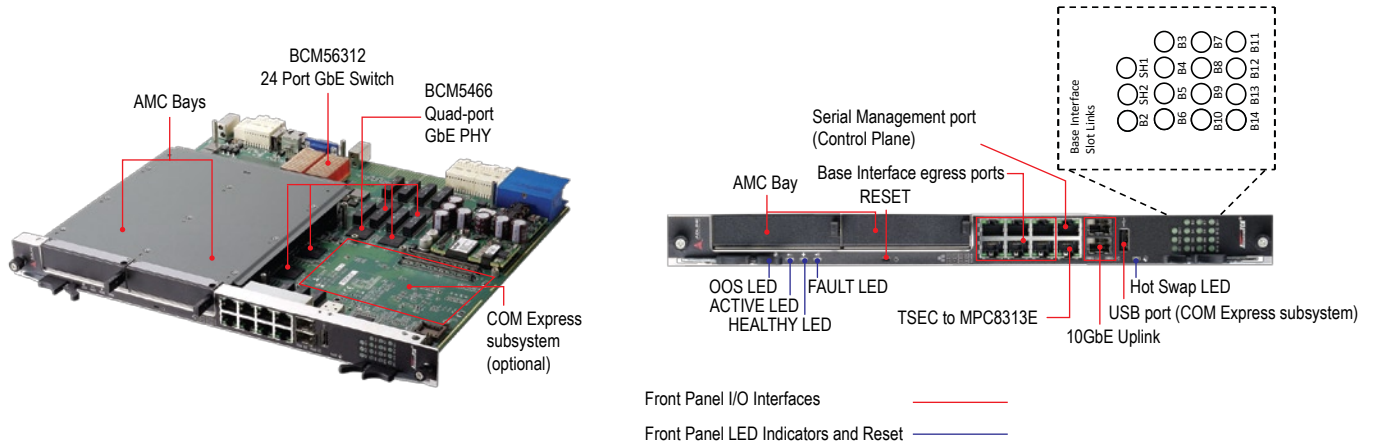 BCM56312
24 Port GbE Switch
BCM5466
Quad-port
GbE PHY
AMC Bays
COM Express
subsystem
(optional)
B3
B7
B11
SH1
B4
B8
B12
SH2
B5
B9
B13
B2
B6
B10
B14
Base Interface
Slot Links
Serial Management port
(Control Plane)
AMC Bay
Base Interface egress ports
RESET
OOS LED
ACTIVE LED
HEALTHY LED
FAULT LED
TSEC to MPC8313E
Hot Swap LED
USB port (COM Express subsystem)
10GbE Uplink
Front Panel I/O Interfaces
Front Panel LED Indicators and Reset